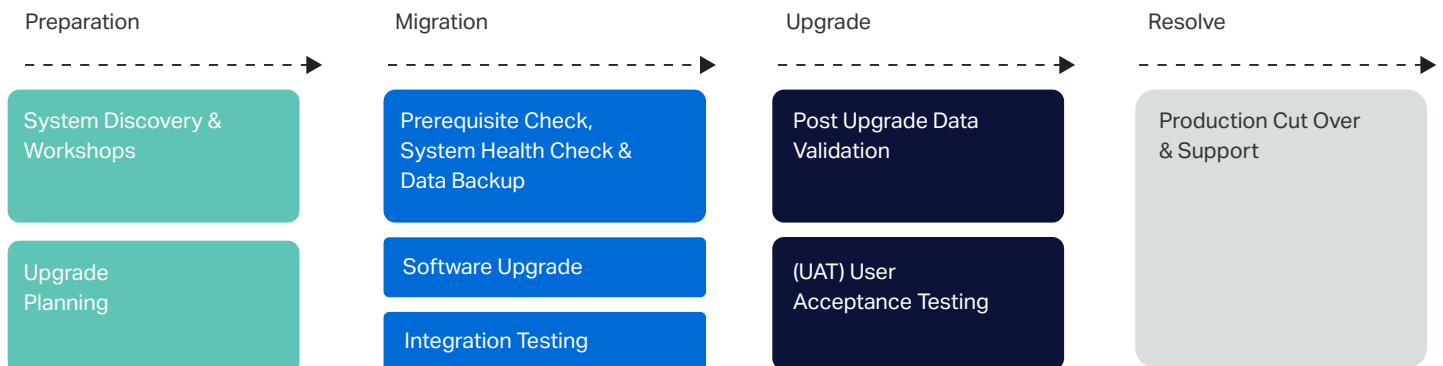 Preparation
System Discovery &
Workshops
Upgrade
Planning
Migration
Prerequisite Check,
System Health Check &
Data Backup
Software Upgrade
Integration Testing
Upgrade
Post Upgrade Data
Validation
(UAT) User
Acceptance Testing
Resolve
Production Cut Over
& Support